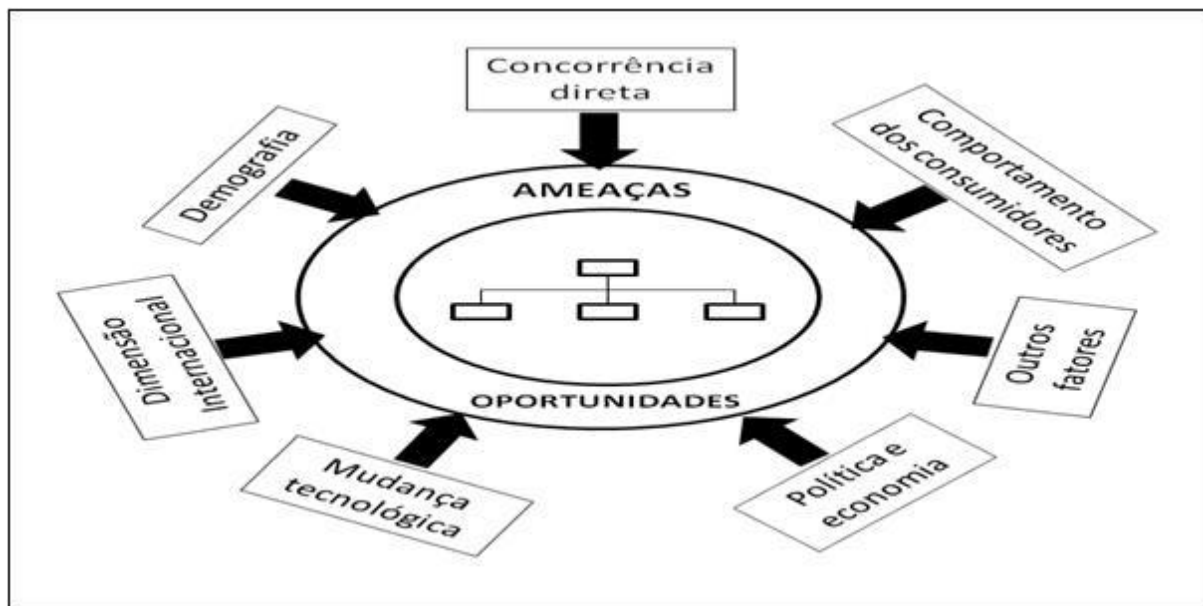 Concorrência
direta
Demografia
Comportamento
dos consumidores
AMEAÇAS
Dimensão
Internacional
Outros
fatores
OPORTUNIDADES
Mudança
tecnológica
Política e
economia